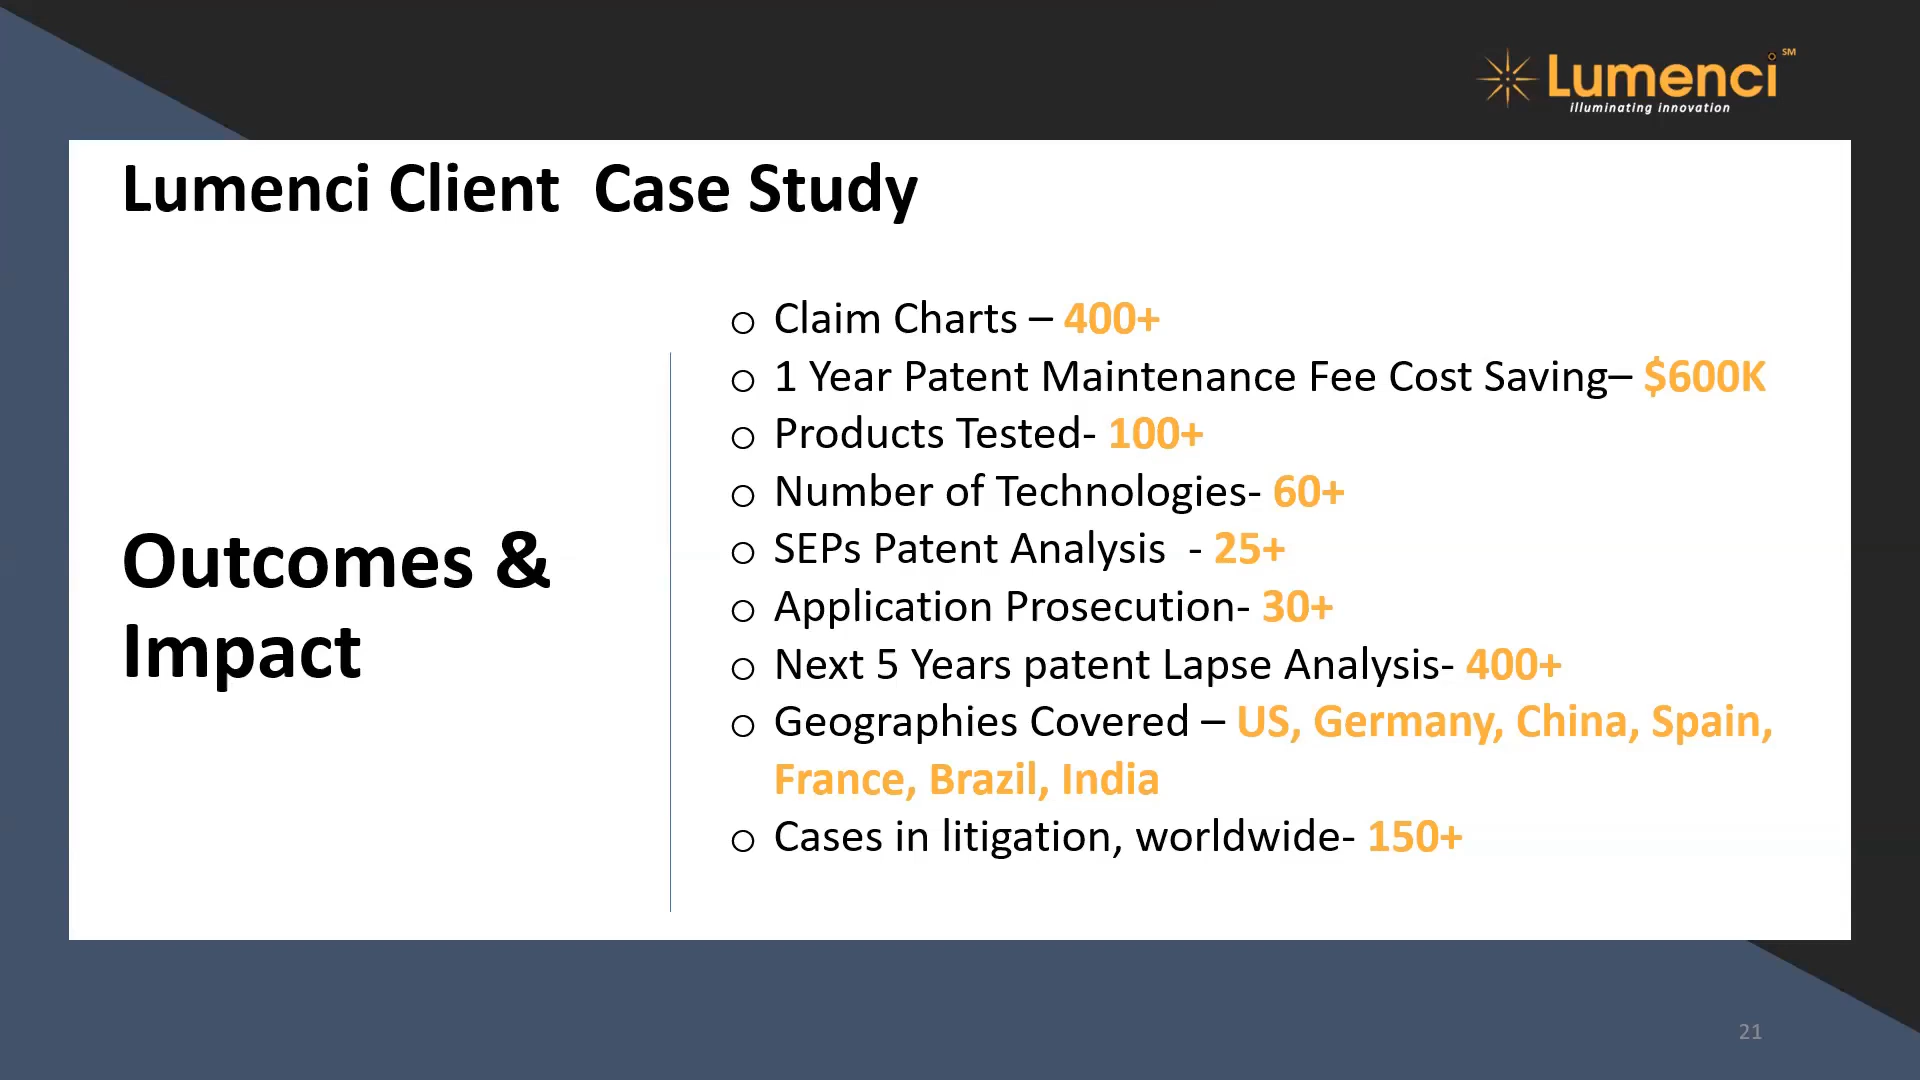 Lumenci SM
illuminating innovation
Lumenci Client  Case Study
Outcomes &
Impact
o Claim Charts – 400+
o 1 Year Patent Maintenance Fee Cost Saving– $600K
o Products Tested- 100+
o Number of Technologies- 60+
o SEPs Patent Analysis  - 25+
o Application Prosecution- 30+
o Next 5 Years patent Lapse Analysis- 400+
o Geographies Covered – US, Germany, China, Spain,
France, Brazil, India
o Cases in litigation, worldwide- 150+
21